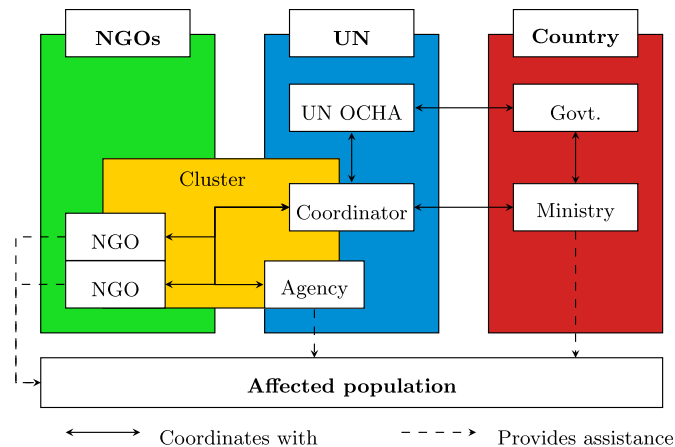 NGOs UN Country
UN OCHA Govt.
Cluster
Coordinator Ministry
NGO
NGO Agency
Affected population
Coordinates with Provides assistance